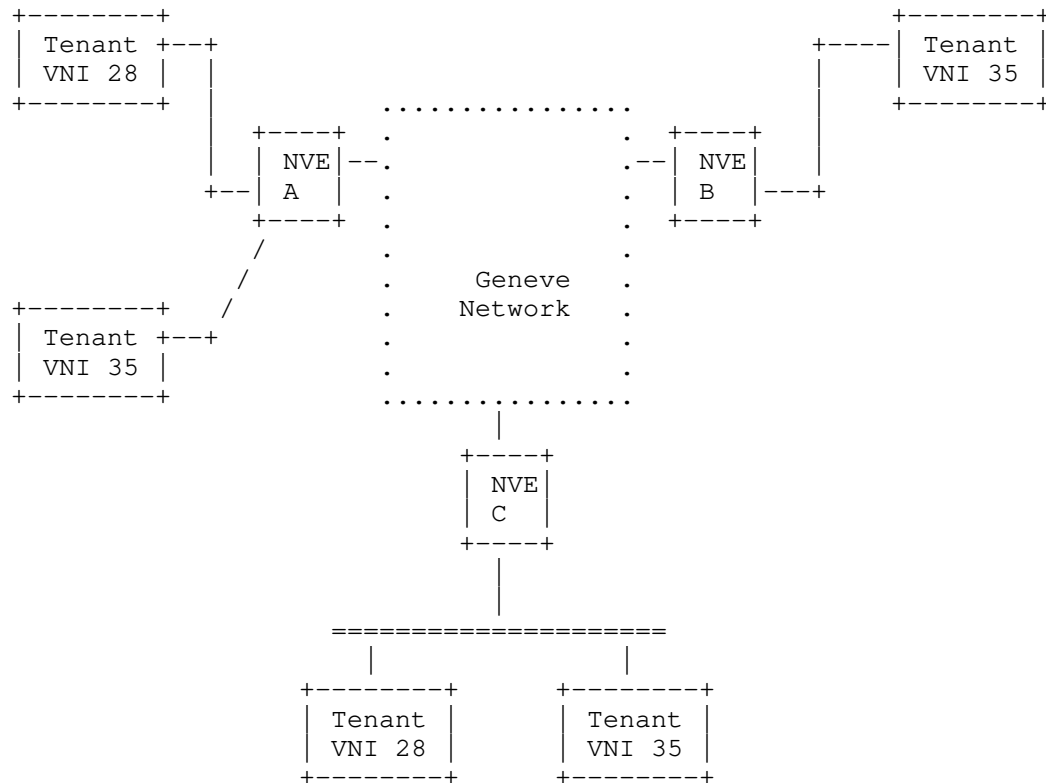 Tenant
VNI 28
Tenant
VNI 35
NVE
A
NVE
B
Geneve
Network
Tenant
VNI 35
NVE
C
Tenant
VNI 28
Tenant
VNI 35